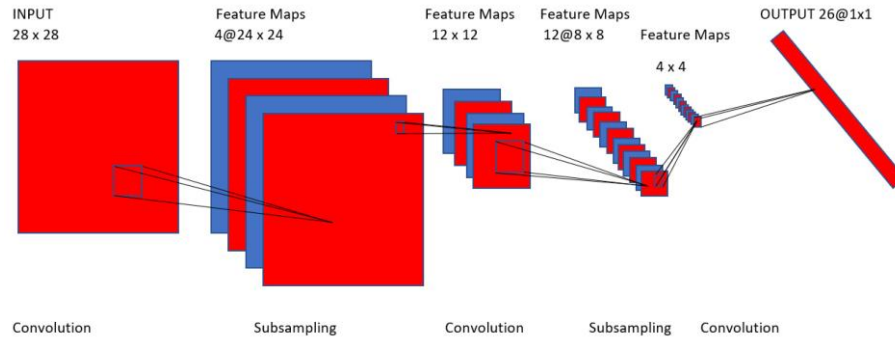 INPUT
28 x 28
Feature Maps
4@24 x 24
Feature Maps
12 x 12
Feature Maps
12@8 x 8
Feature Maps
4 x 4
OUTPUT 26@1x1
Convolution
Subsampling
Convolution
Subsampling
Convolution